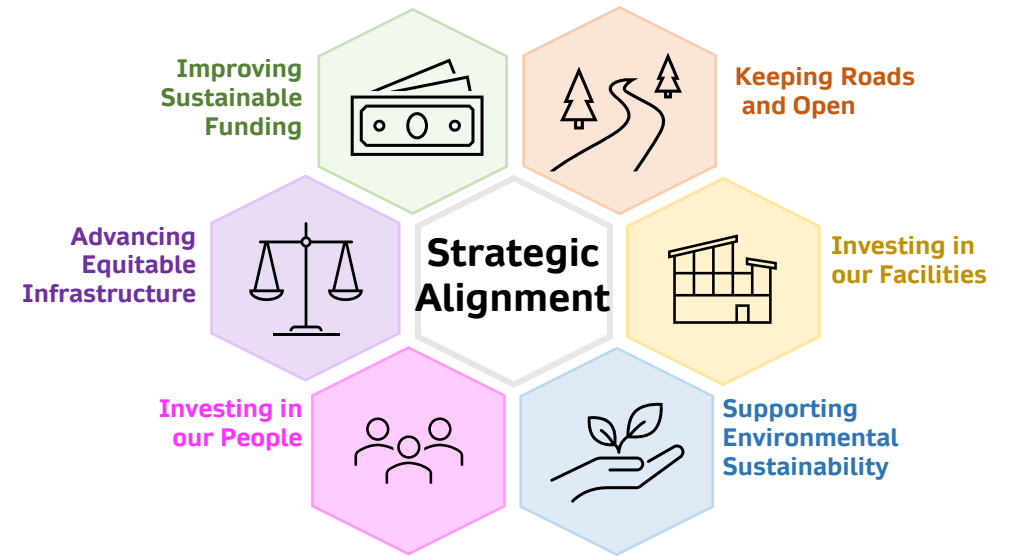 Improving
Sustainable
Funding
Keeping Roads
and Open
Advancing
Equitable
Infrastructure
Strategic
Alignment
Investing in
our Facilities
Investing in
our People
Supporting
Environmental
Sustainability